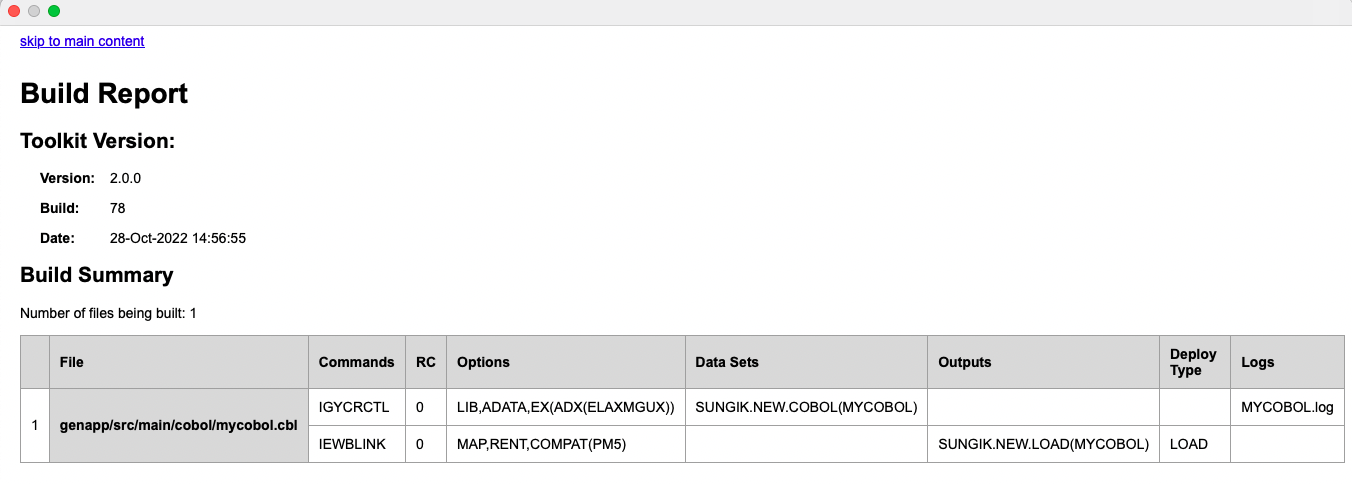 skip to main content
Build Report
Toolkit Version:
Version: 2.0.0
Build: 78
Date: 28-Oct-2022 14:56:55
Build Summary
Number of files being built: 1
File Commands RC Options Data Sets Outputs Deploy Type Logs
1 genapp/src/main/cobol/mycobol.cbl IGYCRCTL 0 LIB,ADATA,EX(ADX(ELAXMGUX)) SUNGIK.NEW.COBOL(MYCOBOL) MYCOBOL.log
IEWBLINK 0 MAP,RENT,COMPAT(PM5) SUNGIK.NEW.LOAD(MYCOBOL) LOAD